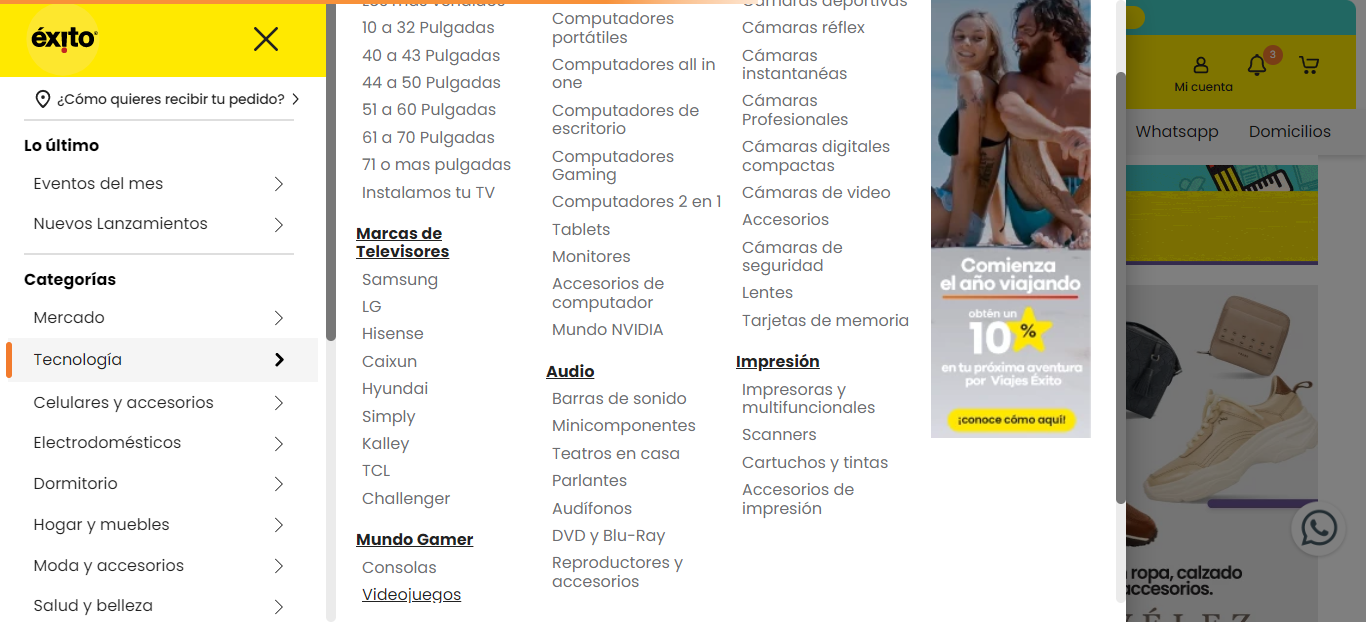 éxito
¿Cómo quieres recibir tu pedido?
Lo último
Eventos del mes
Nuevos Lanzamientos
Categorías
Mercado
Tecnología
Celulares y accesorios
Electrodomésticos
Dormitorio
Hogar y muebles
Moda y accesorios
Salud y belleza
Los mas vendidos
10 a 32 Pulgadas
40 a 43 Pulgadas
44 a 50 Pulgadas
51 a 60 Pulgadas
61 a 70 Pulgadas
71 o mas pulgadas
Instalamos tu TV
Marcas de
Televisores
Samsung
LG
Hisense
Caixun
Hyundai
Simply
Kalley
TCL
Challenger
Mundo Gamer
Consolas
Videojuegos
Computadores
portátiles
Computadores all in
one
Computadores de
escritorio
Computadores
Gaming
Computadores 2 en 1
Tablets
Monitores
Accesorios de
computador
Mundo NVIDIA
Audio
Barras de sonido
Minicomponentes
Teatros en casa
Parlantes
Audífonos
DVD y Blu-Ray
Reproductores y
accesorios
Cámaras deportivas
Cámaras réflex
Cámaras
instantanéas
Cámaras
Profesionales
Cámaras digitales
compactas
Cámaras de video
Accesorios
Cámaras de
seguridad
Lentes
Tarjetas de memoria
Impresión
Impresoras y
multifuncionales
Scanners
Cartuchos y tintas
Accesorios de
impresión
Comienza
el año viajando
obtén un
10%
en tu próxima aventura
por Viajes Éxito
¡conoce cómo aquí!
3
Mi cuenta
Whatsapp
Domicilios
ropa, calzado
accesorios.
VÉLEZ